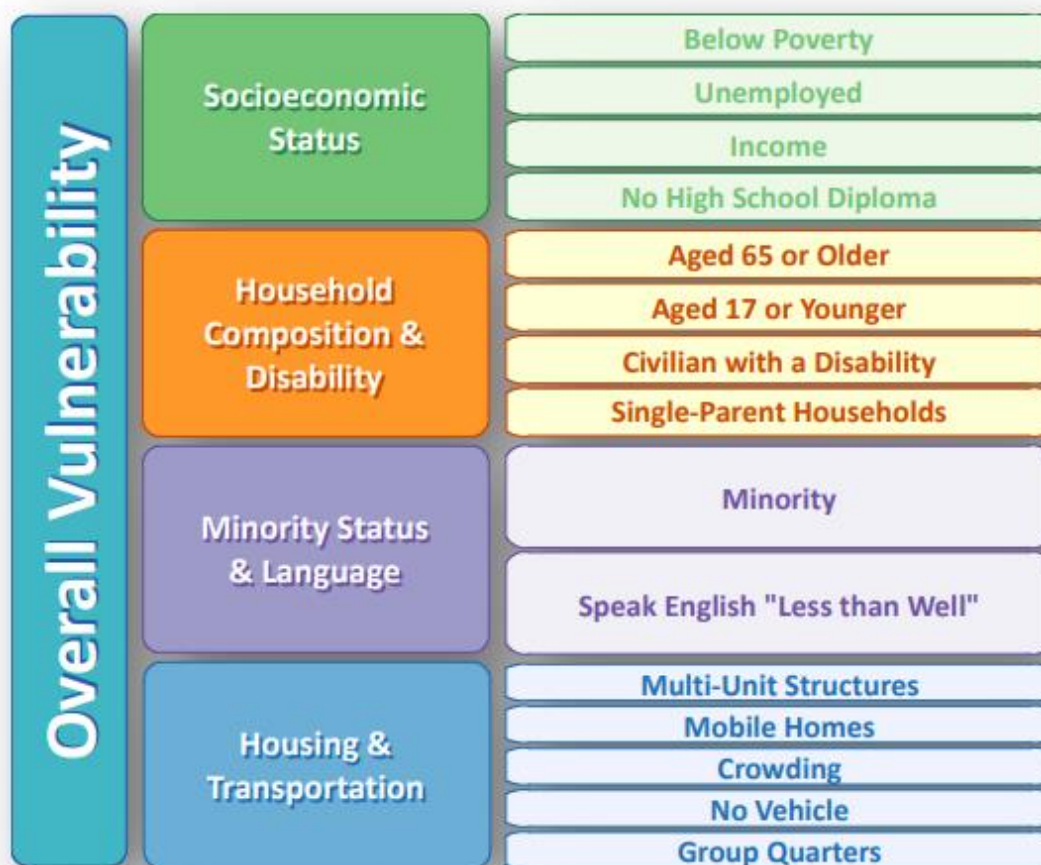 Overall Vulnerability
Socioeconomic
Status
Below Poverty
Unemployed
Income
No High School Diploma
Household
Composition &
Disability
Aged 65 or Older
Aged 17 or Younger
Civilian with a Disability
Single-Parent Households
Minority Status
& Language
Minority
Speak English "Less than Well"
Housing &
Transportation
Multi-Unit Structures
Mobile Homes
Crowding
No Vehicle
Group Quarters